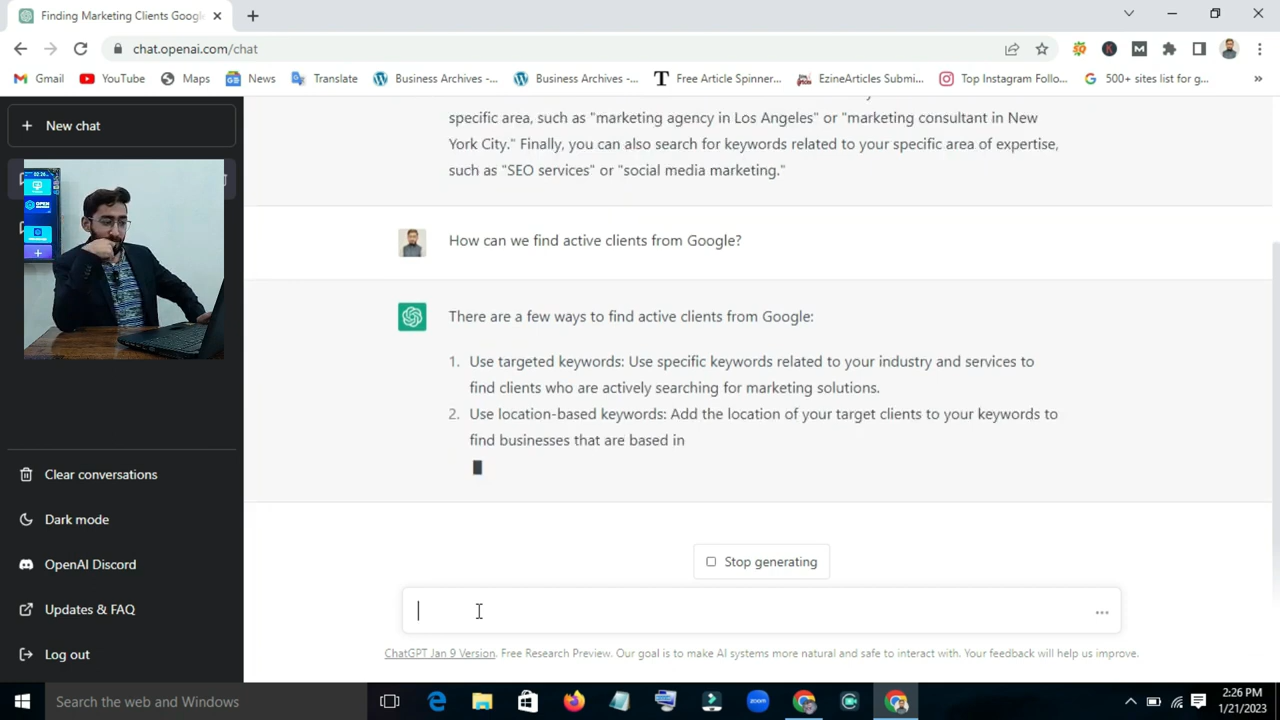 Finding Marketing Clients Google
chat.openai.com/chat
Gmail
YouTube
Maps
News
Translate
Business Archives -...
Business Archives -...
Free Article Spinner...
EzineArticles Submi...
Top Instagram Follo...
500+ sites list for g...
»
New chat
specific area, such as "marketing agency in Los Angeles" or "marketing consultant in New
York City." Finally, you can also search for keywords related to your specific area of expertise,
such as "SEO services" or "social media marketing."
OPEN
How can we find active clients from Google?
There are a few ways to find active clients from Google:
1. Use targeted keywords: Use specific keywords related to your industry and services to
find clients who are actively searching for marketing solutions.
2. Use location-based keywords: Add the location of your target clients to your keywords to
find businesses that are based in
Clear conversations
Dark mode
OpenAI Discord
Updates & FAQ
Log out
Stop generating
ChatGPT Jan 9 Version. Free Research Preview. Our goal is to make AI systems more natural and safe to interact with. Your feedback will help us improve.
Search the web and Windows
zoom
2:26 PM
1/21/2023